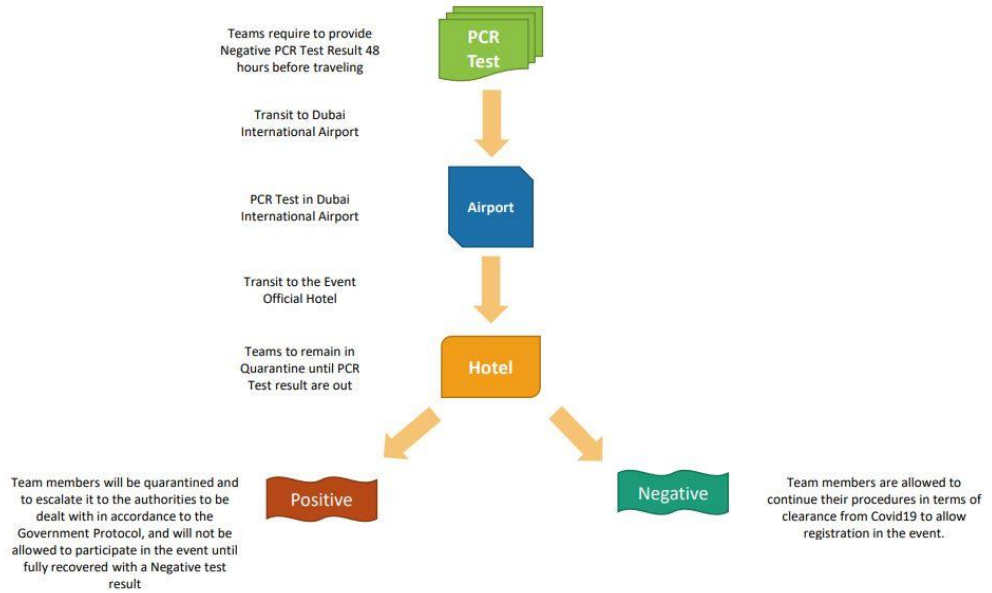 Teams require to provide
Negative PCR Test Result 48
hours before traveling
PCR
Test
Transit to Dubai
International Airport
PCR Test in Dubai
International Airport
Airport
Transit to the Event
Official Hotel
Teams to remain in
Quarantine until PCR
Test result are out
Hotel
Team members will be quarantined and
to escalate it to the authorities to be
dealt with in accordance to the
Government Protocol, and will not be
allowed to participate in the event until
fully recovered with a Negative test
result
Positive
Negative
Team members are allowed to
continue their procedures in terms of
clearance from Covid19 to allow
registration in the event.